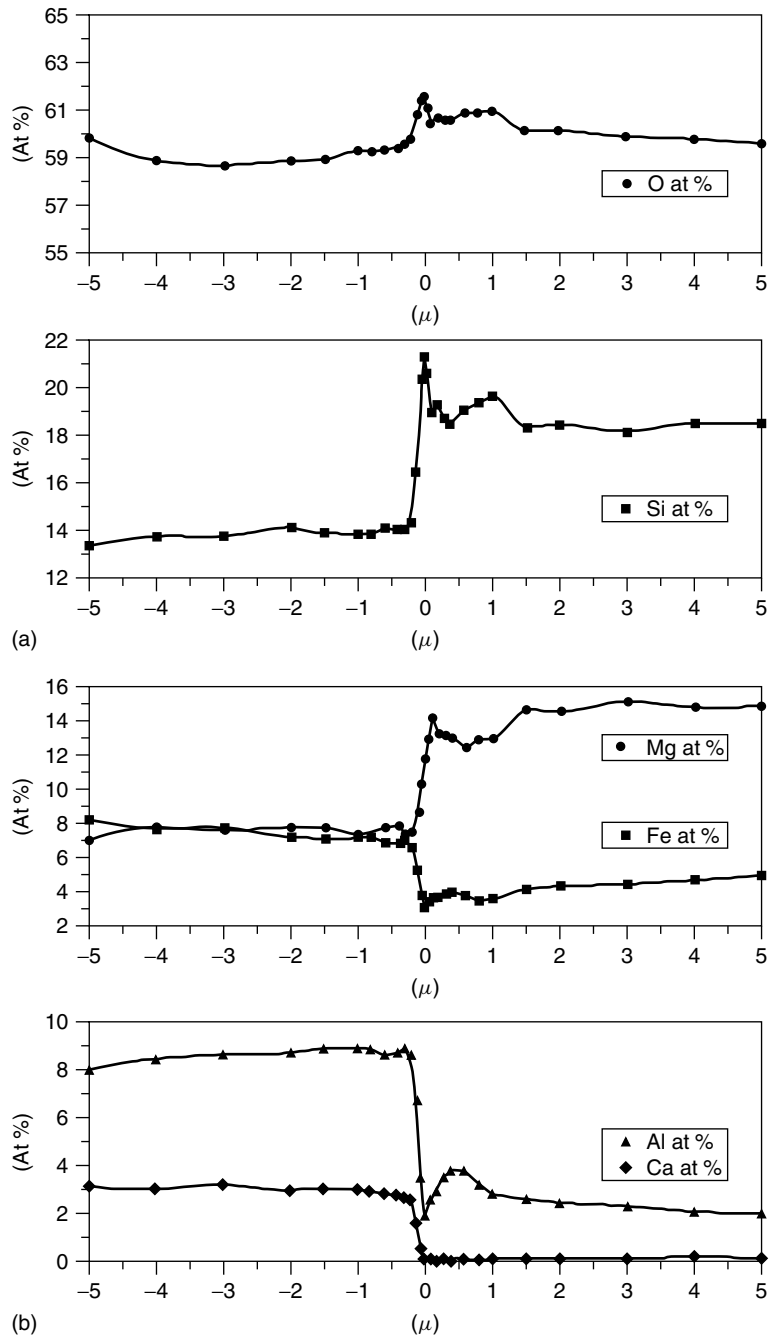 65
63
61
59
57
55
(At %)
O at %
–5 –4 –3 –2 –1 0 1 2 3 4 5
(μ)
22
20
18
16
14
12
(At %)
Si at %
–5 –4 –3 –2 –1 0 1 2 3 4 5
(a)
(μ)
16
14
12
10
8
6
4
2
(At %)
Mg at %
Fe at %
–5 –4 –3 –2 –1 0 1 2 3 4 5
(μ)
10
8
6
4
2
0
(At %)
Al at %
Ca at %
–5 –4 –3 –2 –1 0 1 2 3 4 5
(b)
(μ)